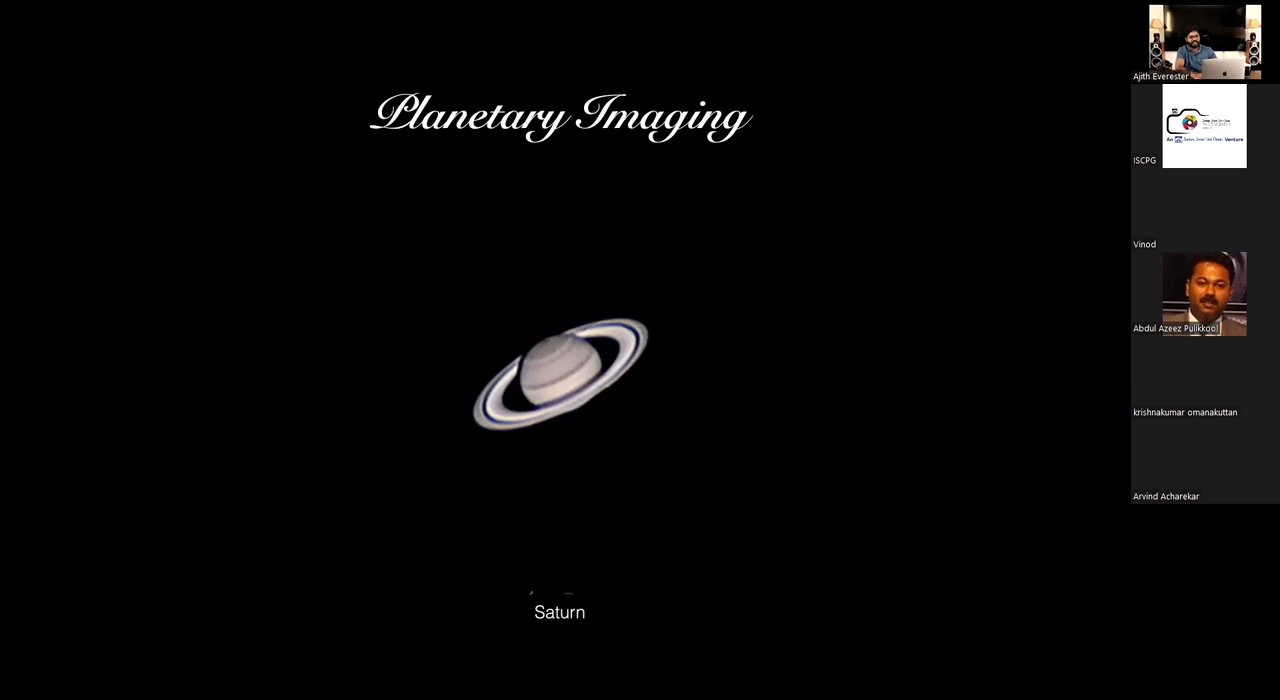 Planetary Imaging
Saturn
Ajith Everester
ISCPG
Vinod
Abdul Azeez Pulikkool
krishnakumar omanakuttan
Arvind Acharekar